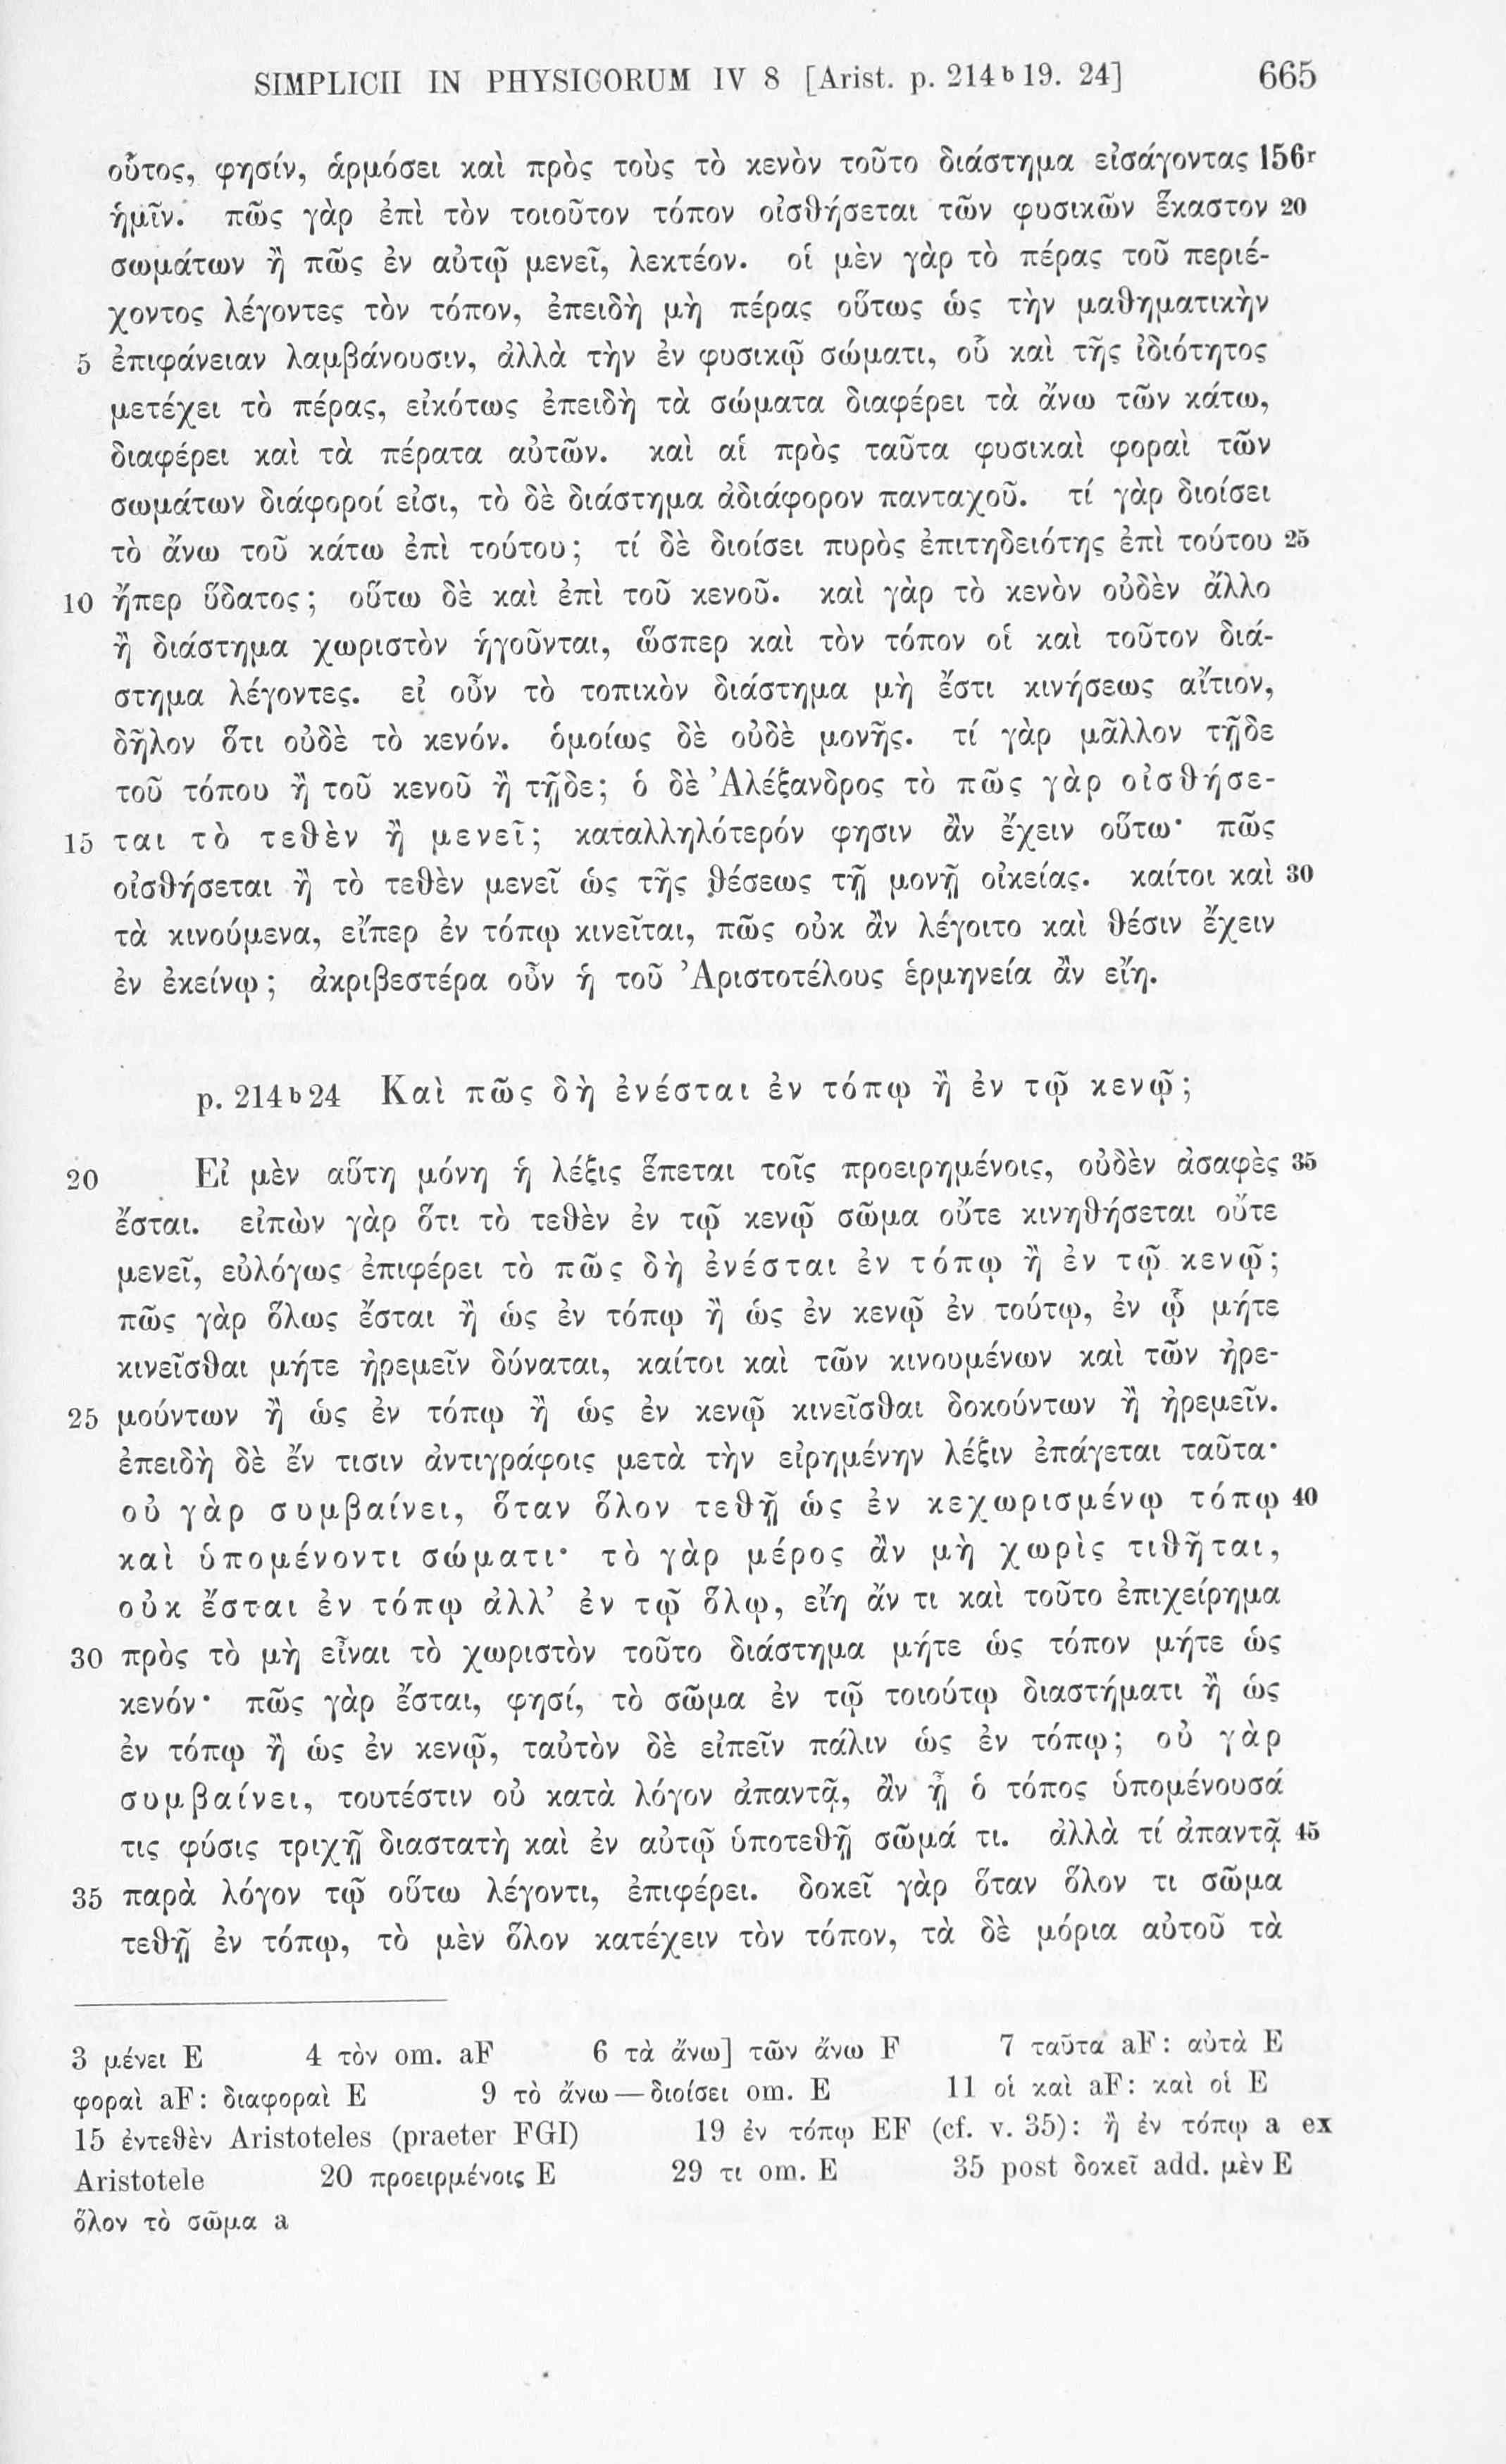 SIMPLICII IN PHYSICORUM IV 8 [Arist. p. 214 b 19. 24] 665
οὗτος, φησίν, ἁρμόσει καὶ πρὸς τοὺς τὸ κενὸν τοῦτο διάστημα εἰσάγοντας 156r
ἡμῖν. πῶς γὰρ ἐπὶ τὸν τοιοῦτον τόπον οἰσθήσεται τῶν φυσικῶν ἕκαστον 20
σωμάτων ἢ πῶς ἐν αὐτῷ μενεῖ, λεκτέον. οἱ μὲν γὰρ τὸ πέρας τοῦ περιέ-
χοντος λέγοντες τὸν τόπον, ἐπειδὴ μὴ πέρας οὕτως ὡς τὴν μαθηματικὴν
5 ἐπιφάνειαν λαμβάνουσιν, ἀλλὰ τὴν ἐν φυσικῷ σώματι, οὗ καὶ τῆς ἰδιότητος
μετέχει τὸ πέρας, εἰκότως ἐπειδὴ τὰ σώματα διαφέρει τὰ ἄνω τῶν κάτω,
διαφέρει καὶ τὰ πέρατα αὐτῶν. καὶ αἱ πρὸς ταῦτα φυσικαὶ φοραὶ τῶν
σωμάτων διάφοροί εἰσι, τὸ δὲ διάστημα ἀδιάφορον πανταχοῦ. τί γὰρ διοίσει
τὸ ἄνω τοῦ κάτω ἐπὶ τούτου; τί δὲ διοίσει πυρὸς ἐπιτηδειότης ἐπὶ τούτου 25
10 ἤπερ ὕδατος; οὕτω δὲ καὶ ἐπὶ τοῦ κενοῦ. καὶ γὰρ τὸ κενὸν οὐδὲν ἄλλο
ἢ διάστημα χωριστὸν ἡγοῦνται, ὥσπερ καὶ τὸν τόπον οἱ καὶ τοῦτον διά-
στημα λέγοντες. εἰ οὖν τὸ τοπικὸν διάστημα μὴ ἔστι κινήσεως αἴτιον,
δῆλον ὅτι οὐδὲ τὸ κενόν. ὁμοίως δὲ οὐδὲ μονῆς. τί γὰρ μᾶλλον τῇδε
τοῦ τόπου ἢ τοῦ κενοῦ ἢ τῇδε; ὁ δὲ Ἀλέξανδρος τὸ πῶς γὰρ οἰσθήσε-
15 ται τὸ τεθὲν ἢ μενεῖ; καταλληλότερόν φησιν ἂν ἔχειν οὕτω· πῶς
οἰσθήσεται ἢ τὸ τεθὲν μενεῖ ὡς τῆς θέσεως τῇ μονῇ οἰκείας. καίτοι καὶ 30
τὰ κινούμενα, εἴπερ ἐν τόπῳ κινεῖται, πῶς οὐκ ἂν λέγοιτο καὶ θέσιν ἔχειν
ἐν ἐκείνῳ; ἀκριβεστέρα οὖν ἡ τοῦ Ἀριστοτέλους ἑρμηνεία ἂν εἴη.
p. 214 b 24 Καὶ πῶς δὴ ἐνέσται ἐν τόπῳ ἢ ἐν τῷ κενῷ;
20 Εἰ μὲν αὕτη μόνη ἡ λέξις ἕπεται τοῖς προειρημένοις, οὐδὲν ἀσαφὲς 35
ἔσται. εἰπὼν γὰρ ὅτι τὸ τεθὲν ἐν τῷ κενῷ σῶμα οὔτε κινηθήσεται οὔτε
μενεῖ, εὐλόγως ἐπιφέρει τὸ πῶς δὴ ἐνέσται ἐν τόπῳ ἢ ἐν τῷ κενῷ;
πῶς γὰρ ὅλως ἔσται ἢ ὡς ἐν τόπῳ ἢ ὡς ἐν κενῷ ἐν τούτῳ, ἐν ᾧ μήτε
κινεῖσθαι μήτε ἠρεμεῖν δύναται, καίτοι καὶ τῶν κινουμένων καὶ τῶν ἠρε-
25 μούντων ἢ ὡς ἐν τόπῳ ἢ ὡς ἐν κενῷ κινεῖσθαι δοκούντων ἢ ἠρεμεῖν.
ἐπειδὴ δὲ ἔν τισιν ἀντιγράφοις μετὰ τὴν εἰρημένην λέξιν ἐπάγεται ταῦτα·
οὐ γὰρ συμβαίνει, ὅταν ὅλον τεθῇ ὡς ἐν κεχωρισμένῳ τόπῳ 40
καὶ ὑπομένοντι σώματι· τὸ γὰρ μέρος ἂν μὴ χωρὶς τιθῆται,
οὐκ ἔσται ἐν τόπῳ ἀλλ’ ἐν τῷ ὅλῳ, εἴη ἄν τι καὶ τοῦτο ἐπιχείρημα
30 πρὸς τὸ μὴ εἶναι τὸ χωριστὸν τοῦτο διάστημα μήτε ὡς τόπον μήτε ὡς
κενόν· πῶς γὰρ ἔσται, φησί, τὸ σῶμα ἐν τῷ τοιούτῳ διαστήματι ἢ ὡς
ἐν τόπῳ ἢ ὡς ἐν κενῷ, ταὐτὸν δὲ εἰπεῖν πάλιν ὡς ἐν τόπῳ; οὐ γὰρ
συμβαίνει, τουτέστιν οὐ κατὰ λόγον ἀπαντᾷ, ἂν ᾖ ὁ τόπος ὑπομένουσά
τις φύσις τριχῇ διαστατὴ καὶ ἐν αὐτῷ ὑποτεθῇ σῶμά τι. ἀλλὰ τί ἀπαντᾷ 45
35 παρὰ λόγον τῷ οὕτω λέγοντι, ἐπιφέρει. δοκεῖ γὰρ ὅταν ὅλον τι σῶμα
τεθῇ ἐν τόπῳ, τὸ μὲν ὅλον κατέχειν τὸν τόπον, τὰ δὲ μόρια αὐτοῦ τὰ
3 μένει E 4 τὸν om. aF 6 τὰ ἄνω] τῶν ἄνω F 7 ταῦτα aF: αὐτὰ E
φοραὶ aF: διαφοραὶ E 9 τὸ ἄνω — διοίσει om. E 11 οἱ καὶ aF: καὶ οἱ E
15 ἐντεθὲν Aristoteles (praeter FGI) 19 ἐν τόπῳ EF (cf. v. 35): ἢ ἐν τόπῳ a ex
Aristotele 20 προειρμένοις E 29 τι om. E 35 post δοκεῖ add. μὲν E
ὅλον τὸ σῶμα a